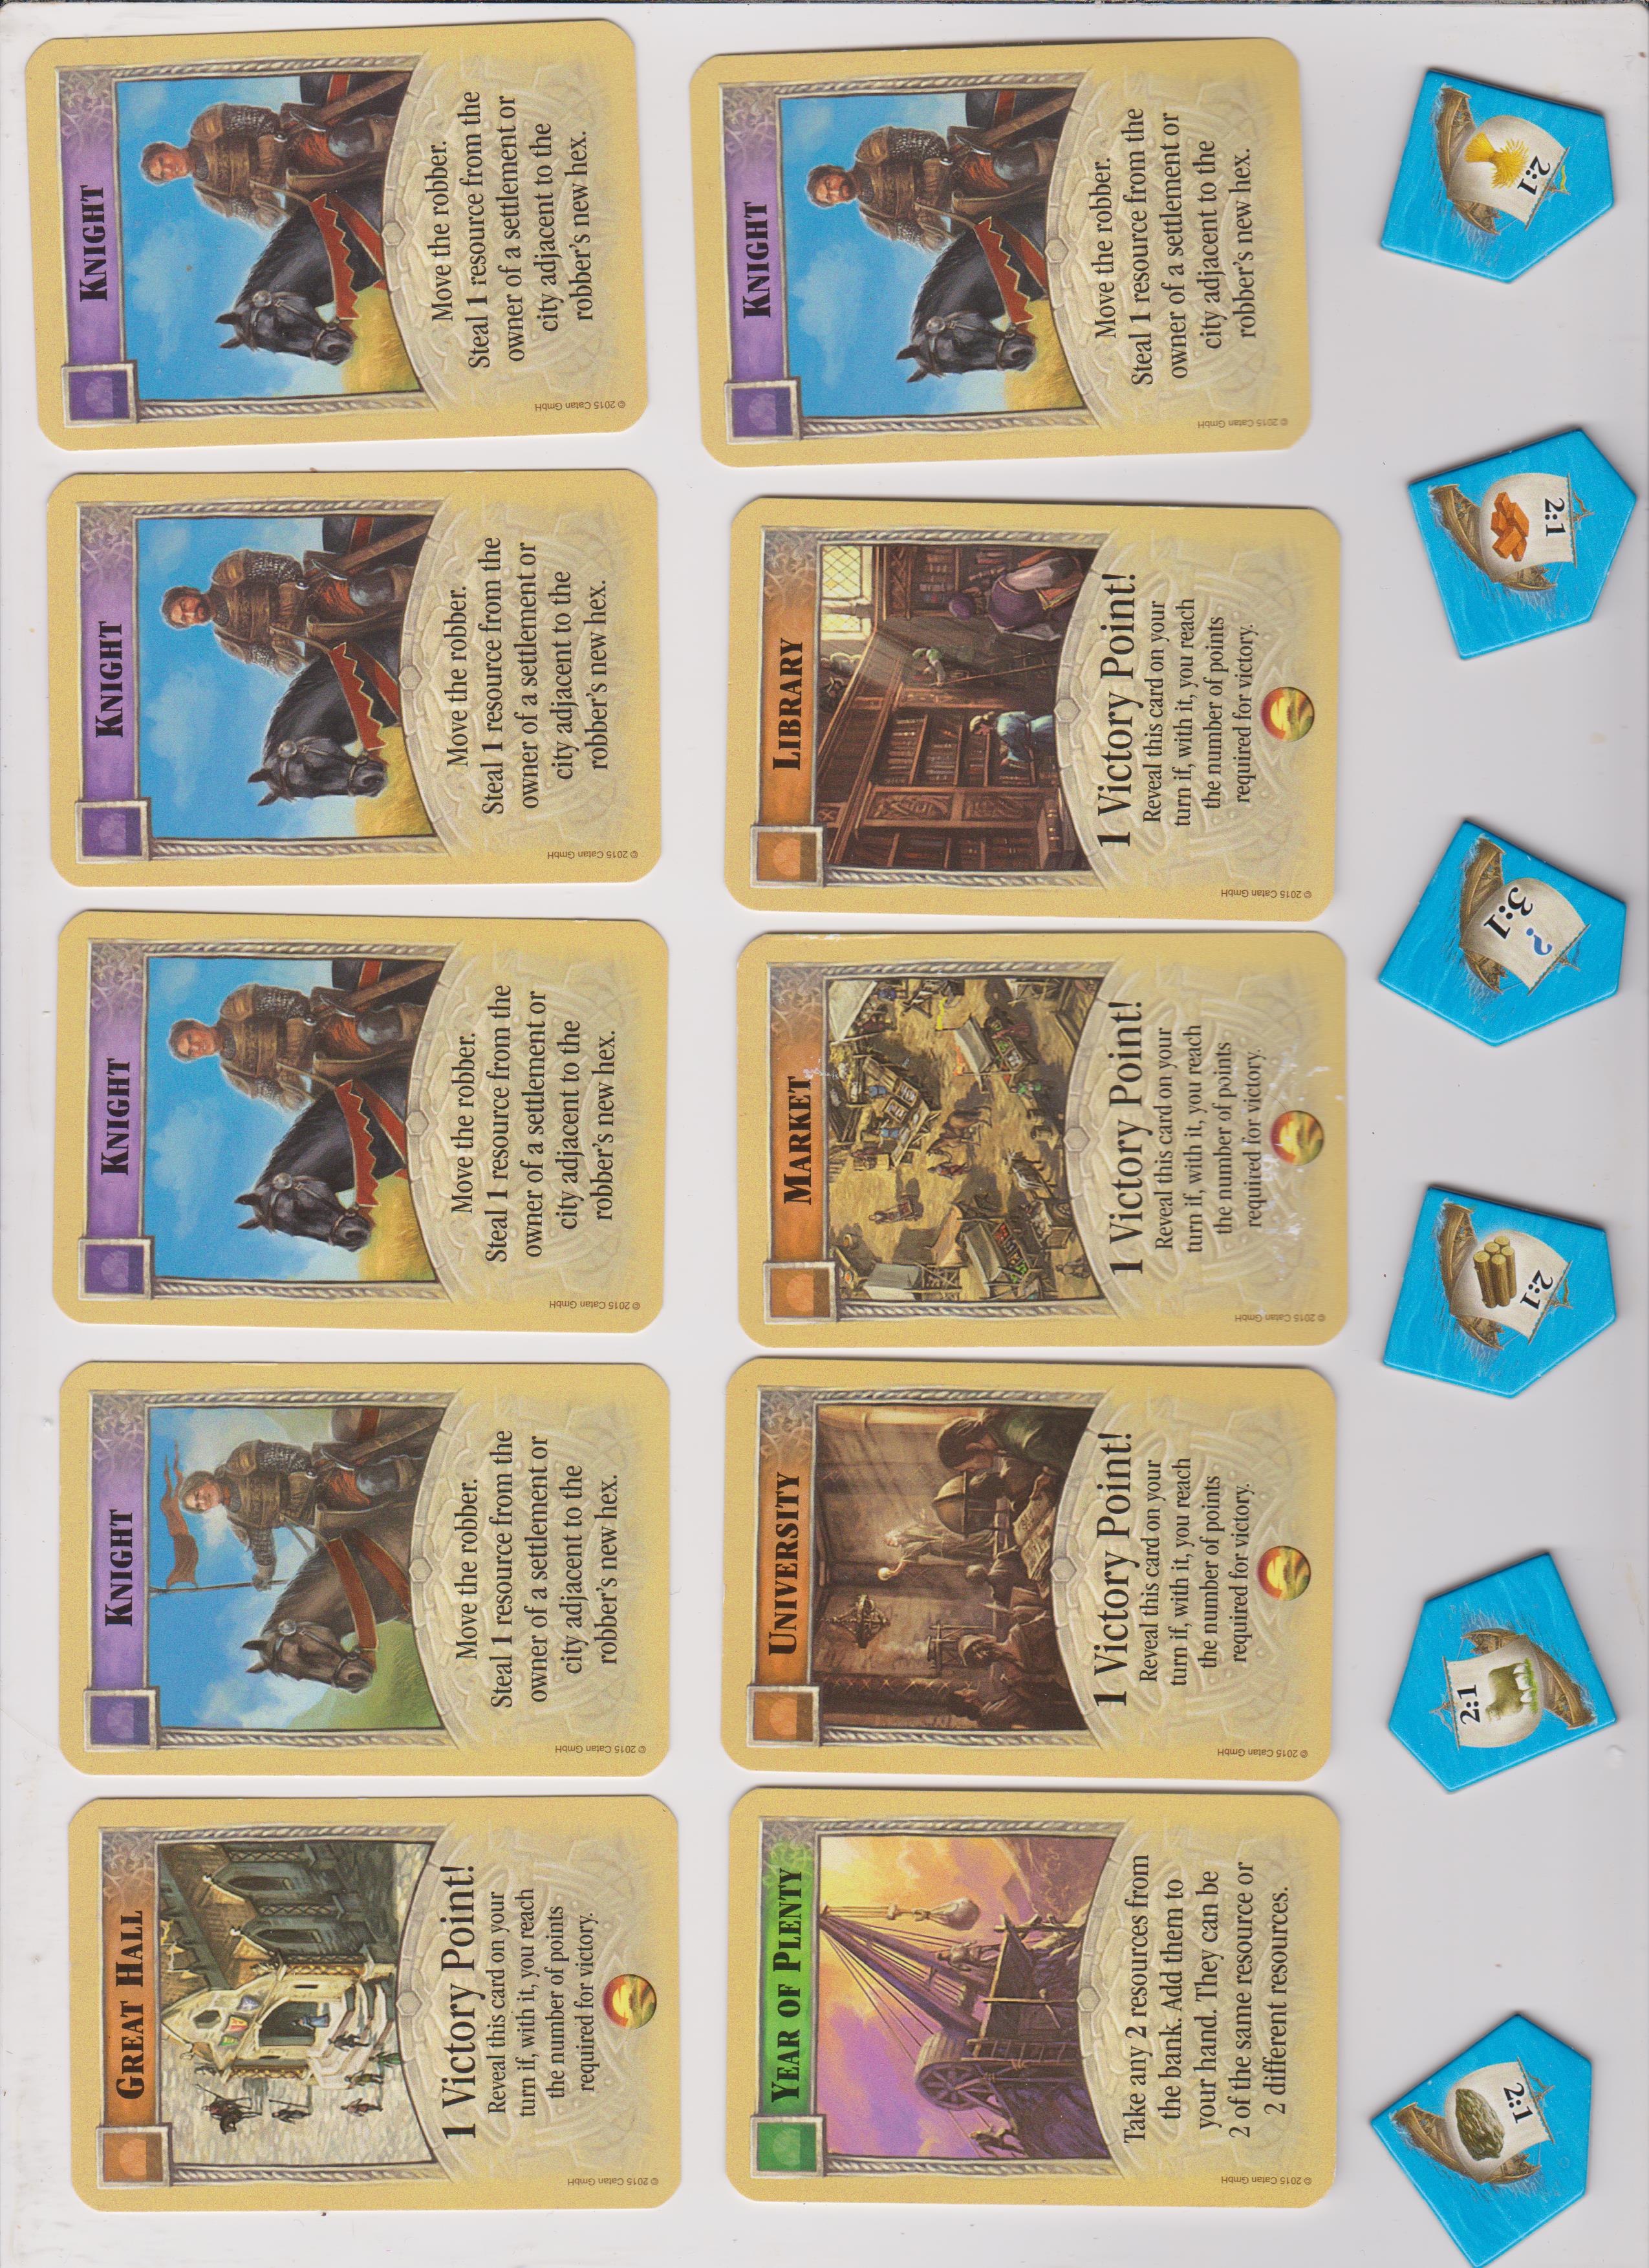 GREAT HALL
1 Victory Point!
Reveal this card on your
turn if, with it, you reach
the number of points
required for victory.
© 2015 Catan GmbH
KNIGHT
Move the robber.
Steal 1 resource from the
owner of a settlement or
city adjacent to the
robber's new hex.
© 2015 Catan GmbH
KNIGHT
Move the robber.
Steal 1 resource from the
owner of a settlement or
city adjacent to the
robber's new hex.
© 2015 Catan GmbH
KNIGHT
Move the robber.
Steal 1 resource from the
owner of a settlement or
city adjacent to the
robber's new hex.
© 2015 Catan GmbH
KNIGHT
Move the robber.
Steal 1 resource from the
owner of a settlement or
city adjacent to the
robber's new hex.
© 2015 Catan GmbH
YEAR OF PLENTY
Take any 2 resources from
the bank. Add them to
your hand. They can be
2 of the same resource or
2 different resources.
© 2015 Catan GmbH
UNIVERSITY
1 Victory Point!
Reveal this card on your
turn if, with it, you reach
the number of points
required for victory.
© 2015 Catan GmbH
MARKET
1 Victory Point!
Reveal this card on your
turn if, with it, you reach
the number of points
required for victory.
© 2015 Catan GmbH
LIBRARY
1 Victory Point!
Reveal this card on your
turn if, with it, you reach
the number of points
required for victory.
© 2015 Catan GmbH
KNIGHT
Move the robber.
Steal 1 resource from the
owner of a settlement or
city adjacent to the
robber's new hex.
© 2015 Catan GmbH
2:1
2:1
2:1
?
3:1
2:1
2:1